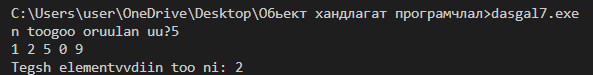 C:\Users\user\OneDrive\Desktop\Обьект хандлагат програмчлал>dasgal7.exe
n toogoo oruulan uu?5
1 2 5 0 9
Tegsh elementvvdiin too ni: 2